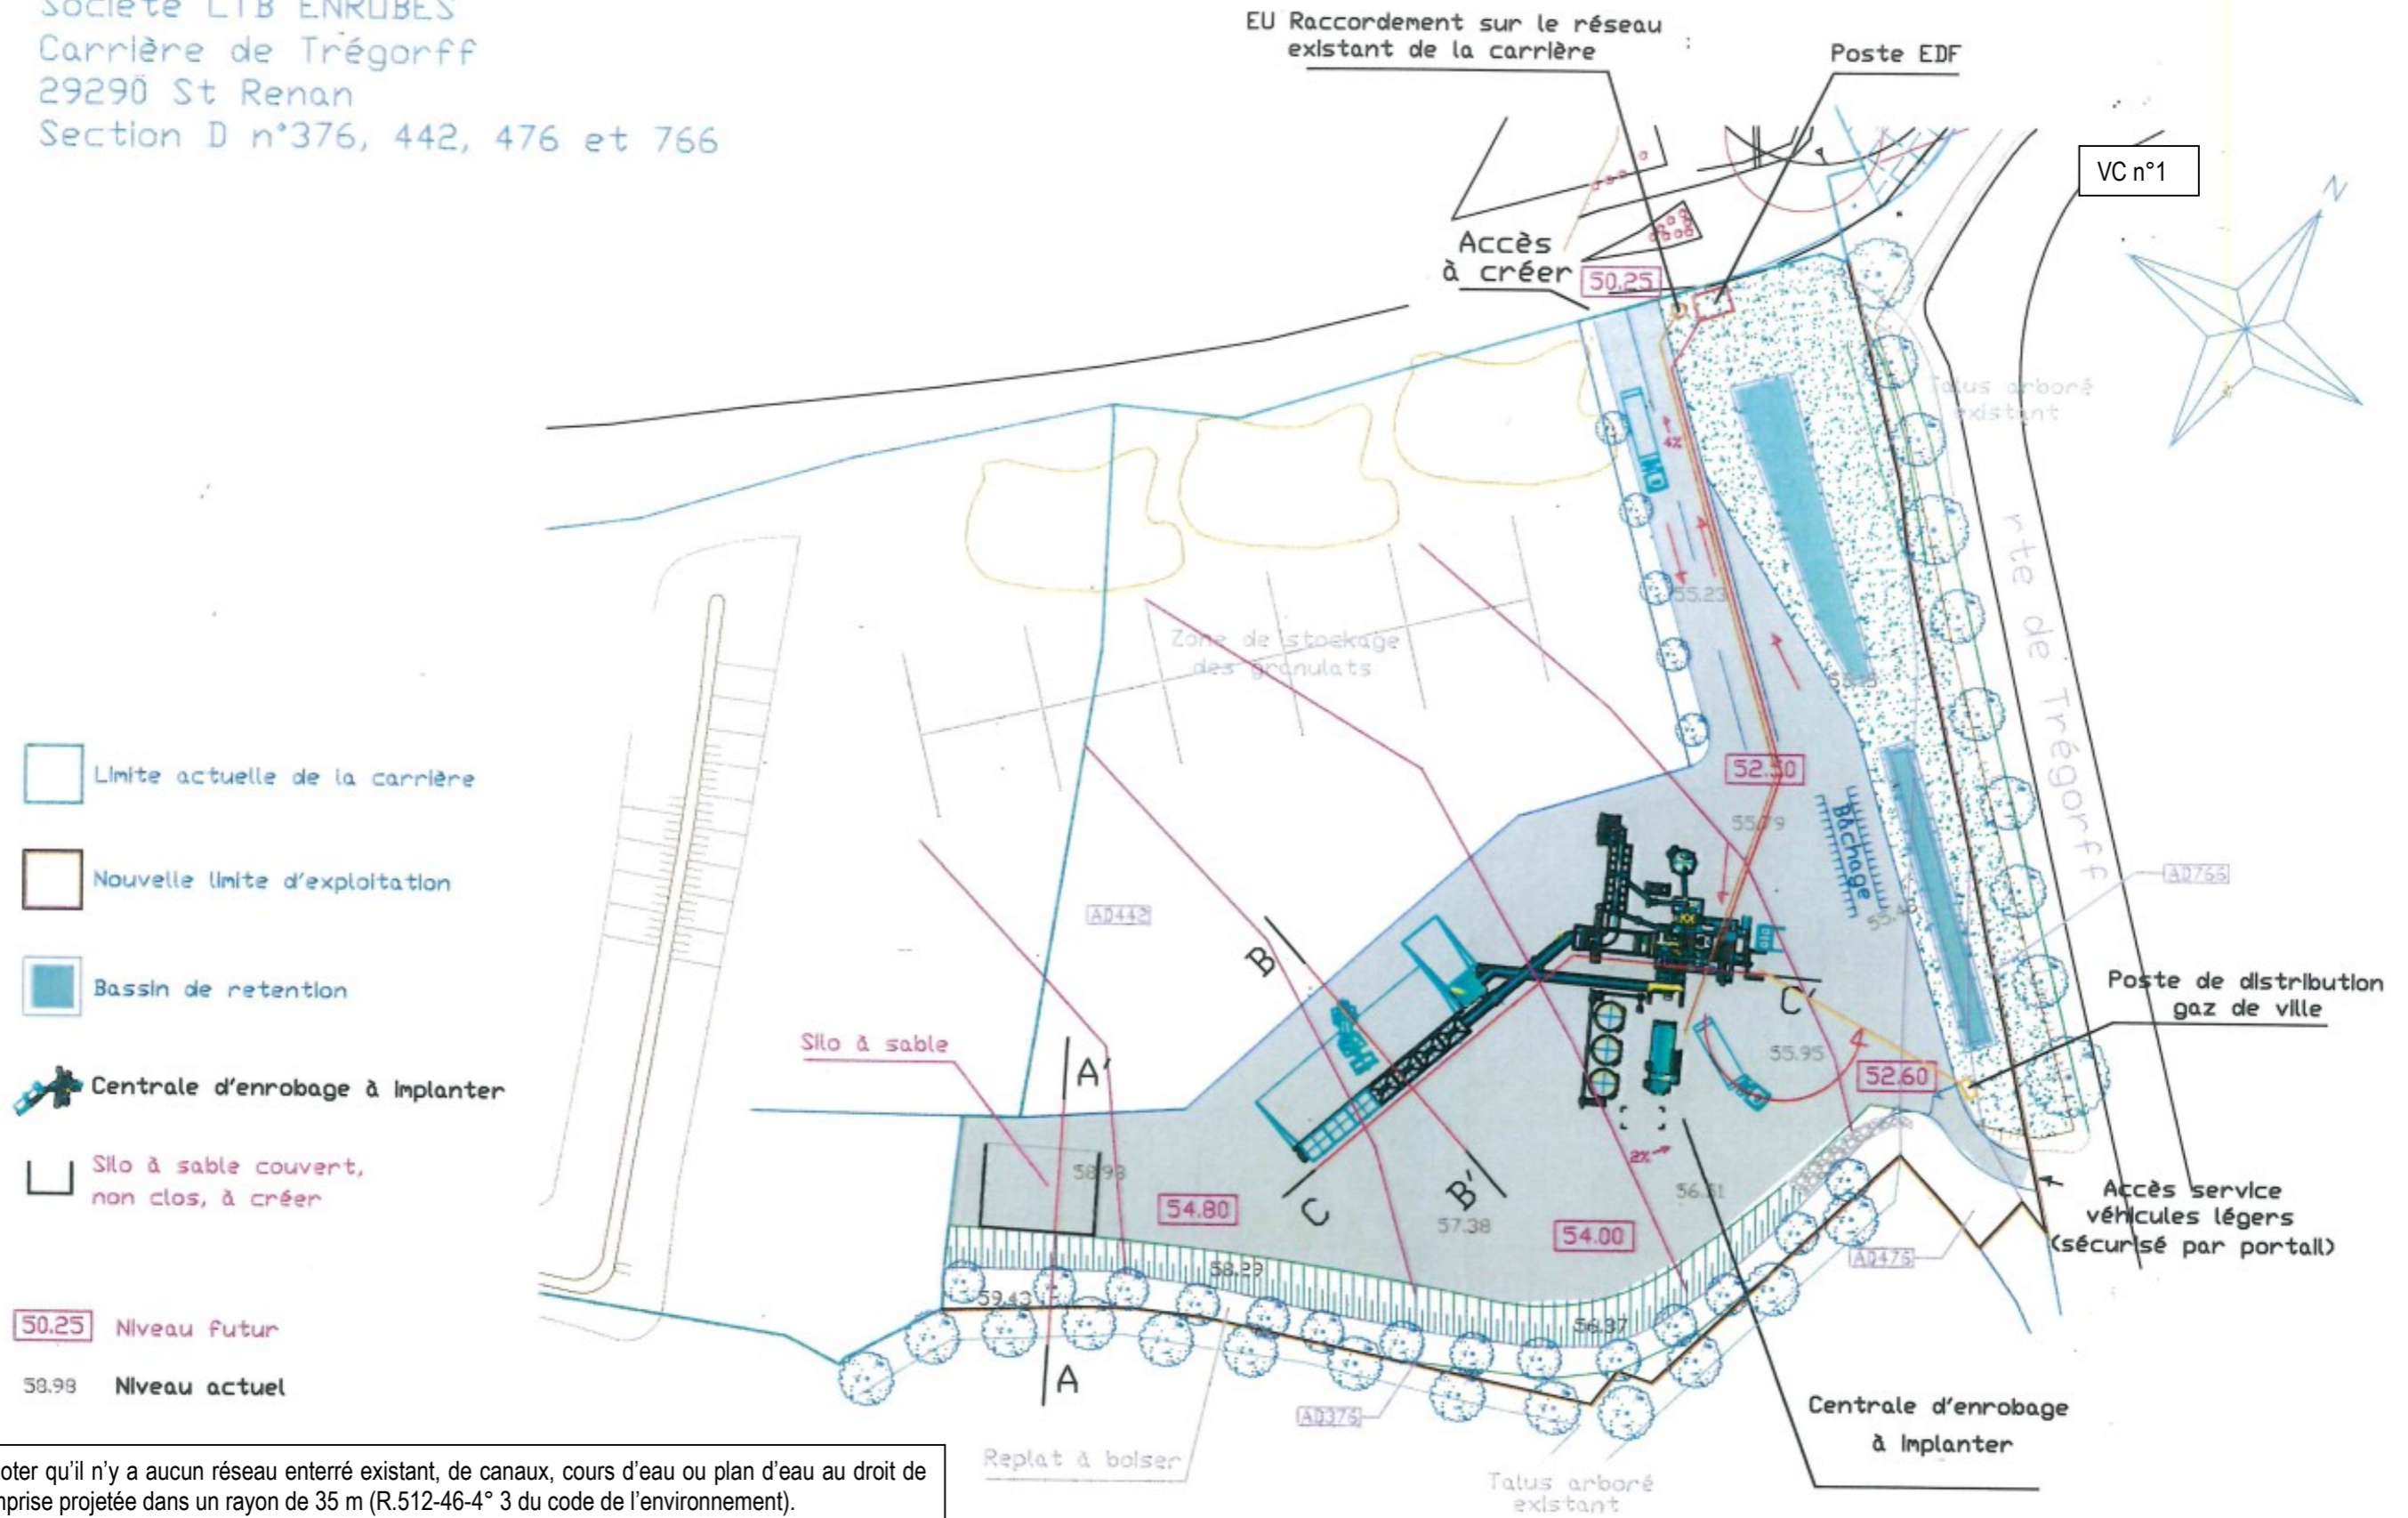 Société LTB ENROBES
Carrière de Trégorff
29290 St Renan
Section D n°376, 442, 476 et 766
EU Raccordement sur le réseau
existant de la carrière
Poste EDF
VC n°1
N
Accès
à créer
50.25
Talus arboré
existant
4%
55.23
rte de Trégorff
Zone de stockage
des granulats
52.50
55.79
Bâchage
AD766
55.48
AD442
B
C'
Poste de distribution
gaz de ville
55.95
52.60
Silo à sable
A'
58.98
2%
56.51
B'
C
54.80
57.38
54.00
Accès service
véhicules légers
(sécurisé par portail)
AD476
58.29
59.43
56.37
A
AD376
Replat à boiser
Talus arboré
existant
Centrale d'enrobage
à implanter
Limite actuelle de la carrière
Nouvelle limite d'exploitation
Bassin de retention
Centrale d'enrobage à implanter
Silo à sable couvert,
non clos, à créer
50.25 Niveau futur
58.98 Niveau actuel
oter qu'il n'y a aucun réseau enterré existant, de canaux, cours d'eau ou plan d'eau au droit de
nprise projetée dans un rayon de 35 m (R.512-46-4° 3 du code de l'environnement).